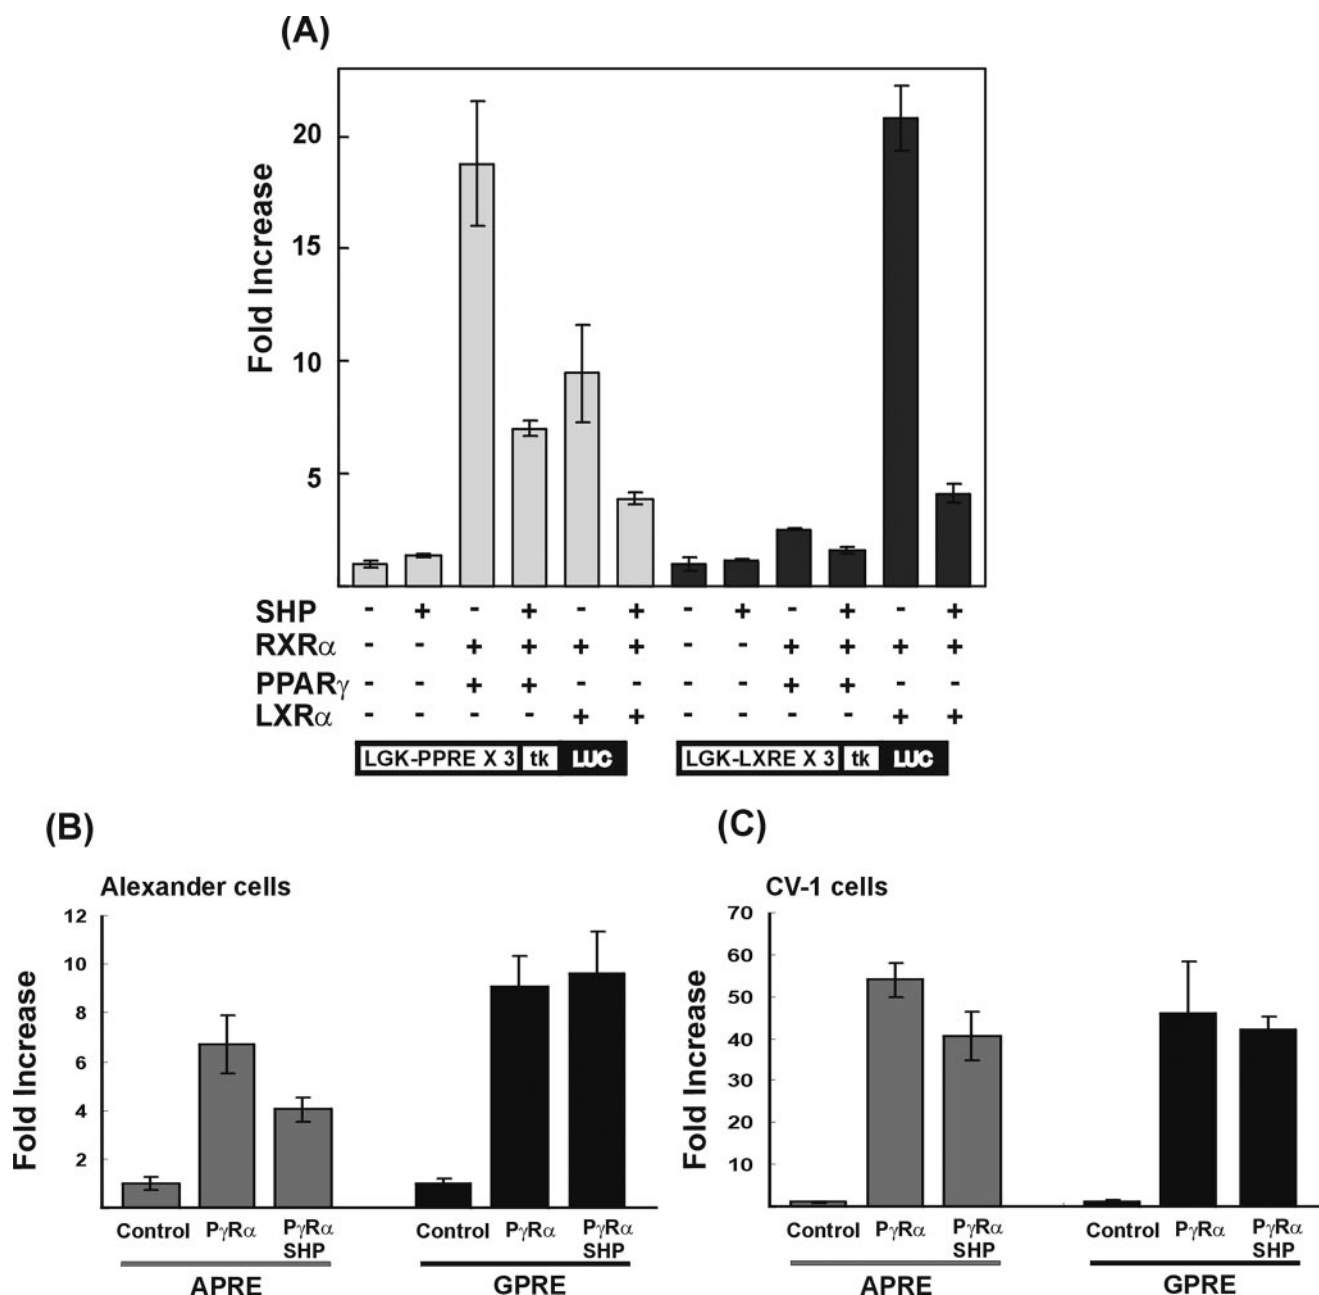 (A)
Fold Increase
20
15
10
5
SHP - + - + - + - + - + - +
RXRα - - + + + + - - + + + +
PPARγ - - + + - - - - + + - -
LXRα - - - - + + - - - - + +
LGK-PPRE X 3 tk LUC LGK-LXRE X 3 tk LUC
(B)
Alexander cells
Fold Increase
12
10
8
6
4
2
Control PγRα PγRα SHP Control PγRα PγRα SHP
APRE GPRE
(C)
CV-1 cells
Fold Increase
70
60
50
40
30
20
10
Control PγRα PγRα SHP Control PγRα PγRα SHP
APRE GPRE